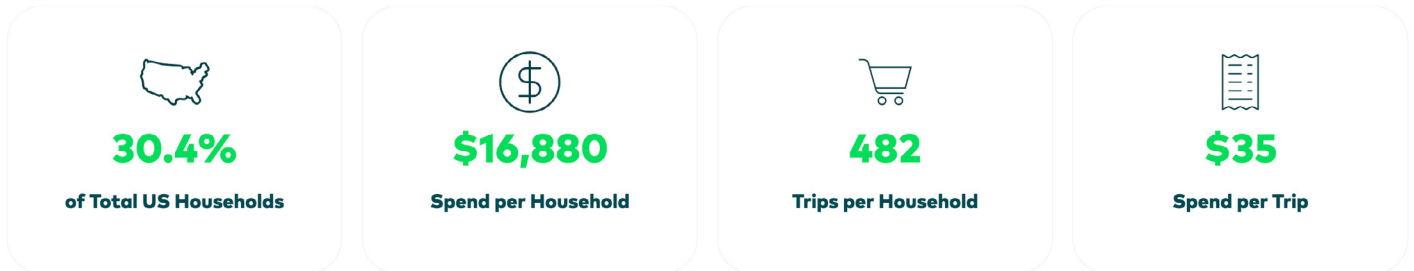 30.4%
of Total US Households
$16,880
Spend per Household
482
Trips per Household
$35
Spend per Trip